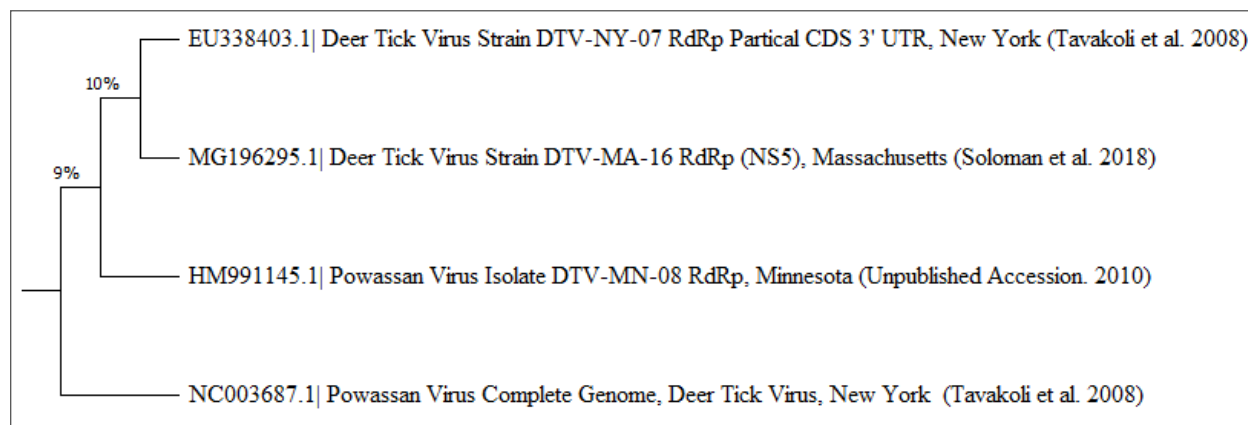 EU338403.1| Deer Tick Virus Strain DTV-NY-07 RdRp Partical CDS 3' UTR, New York (Tavakoli et al. 2008)
10%
MG196295.1| Deer Tick Virus Strain DTV-MA-16 RdRp (NS5), Massachusetts (Soloman et al. 2018)
9%
HM991145.1| Powassan Virus Isolate DTV-MN-08 RdRp, Minnesota (Unpublished Accession. 2010)
NC003687.1| Powassan Virus Complete Genome, Deer Tick Virus, New York (Tavakoli et al. 2008)